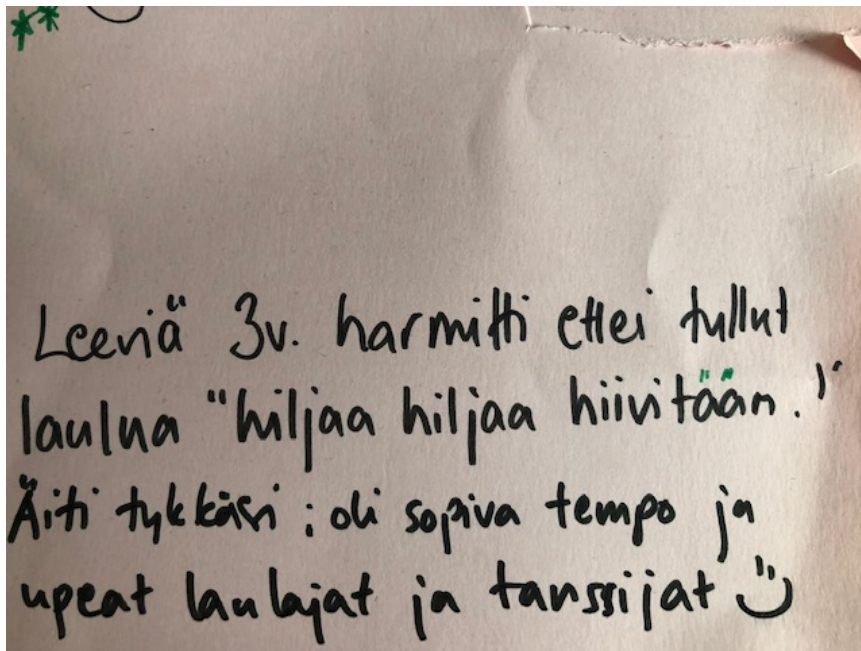 Leeviä 3v. harmitti ettei tullut
laulua "hiljaa hiljaa hiivitään."
Äiti tykkäsi : oli sopiva tempo ja
upeat laulajat ja tanssijat ü